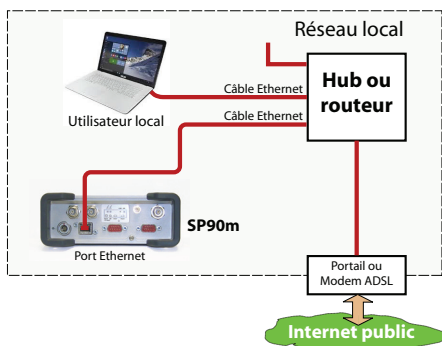 Réseau local
Câble Ethernet
Hub ou
routeur
Utilisateur local
Câble Ethernet
SP90m
Port Ethernet
Portail ou
Modem ADSL
Internet public